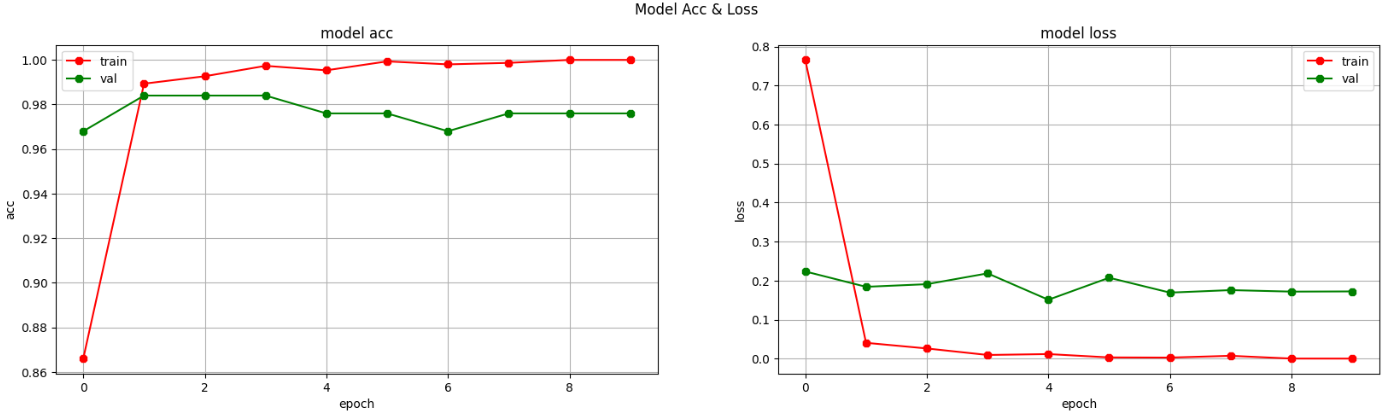 Model Acc & Loss
model acc
train
val
1.00
0.98
0.96
0.94
0.92
0.90
0.88
0.86
acc
0 2 4 6 8
epoch
model loss
train
val
0.8
0.7
0.6
0.5
0.4
0.3
0.2
0.1
0.0
loss
0 2 4 6 8
epoch